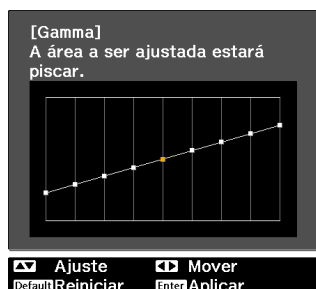 [Gamma]
A área a ser ajustada estará
piscar.
Ajuste Mover
Default Reiniciar Enter Aplicar